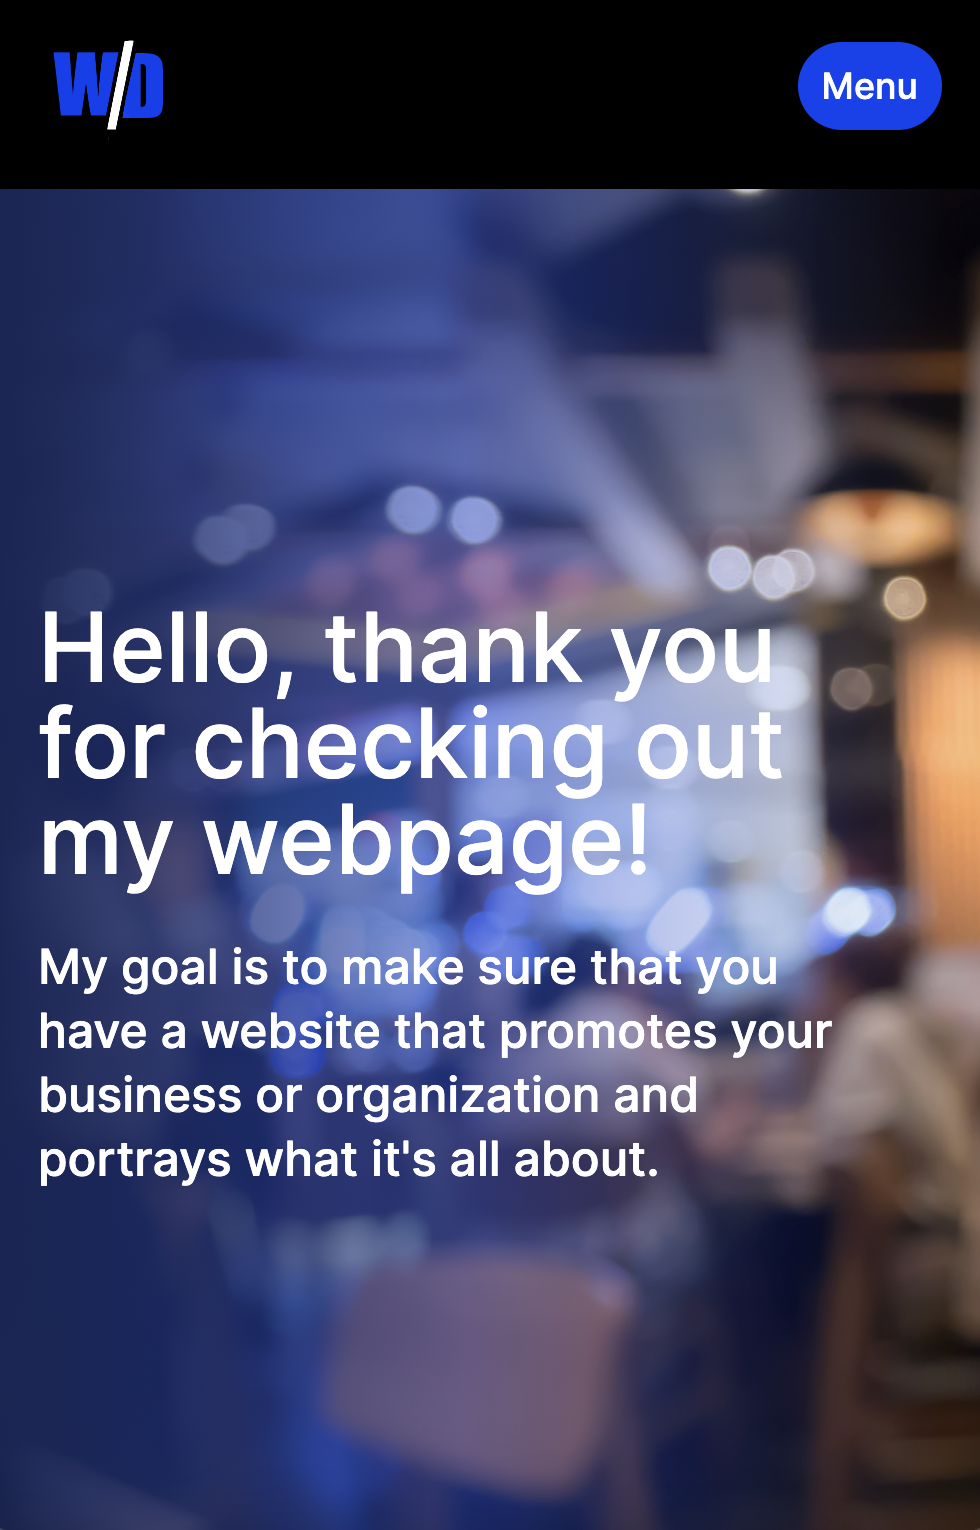 W/D
Menu
Hello, thank you
for checking out
my webpage!
My goal is to make sure that you
have a website that promotes your
business or organization and
portrays what it's all about.